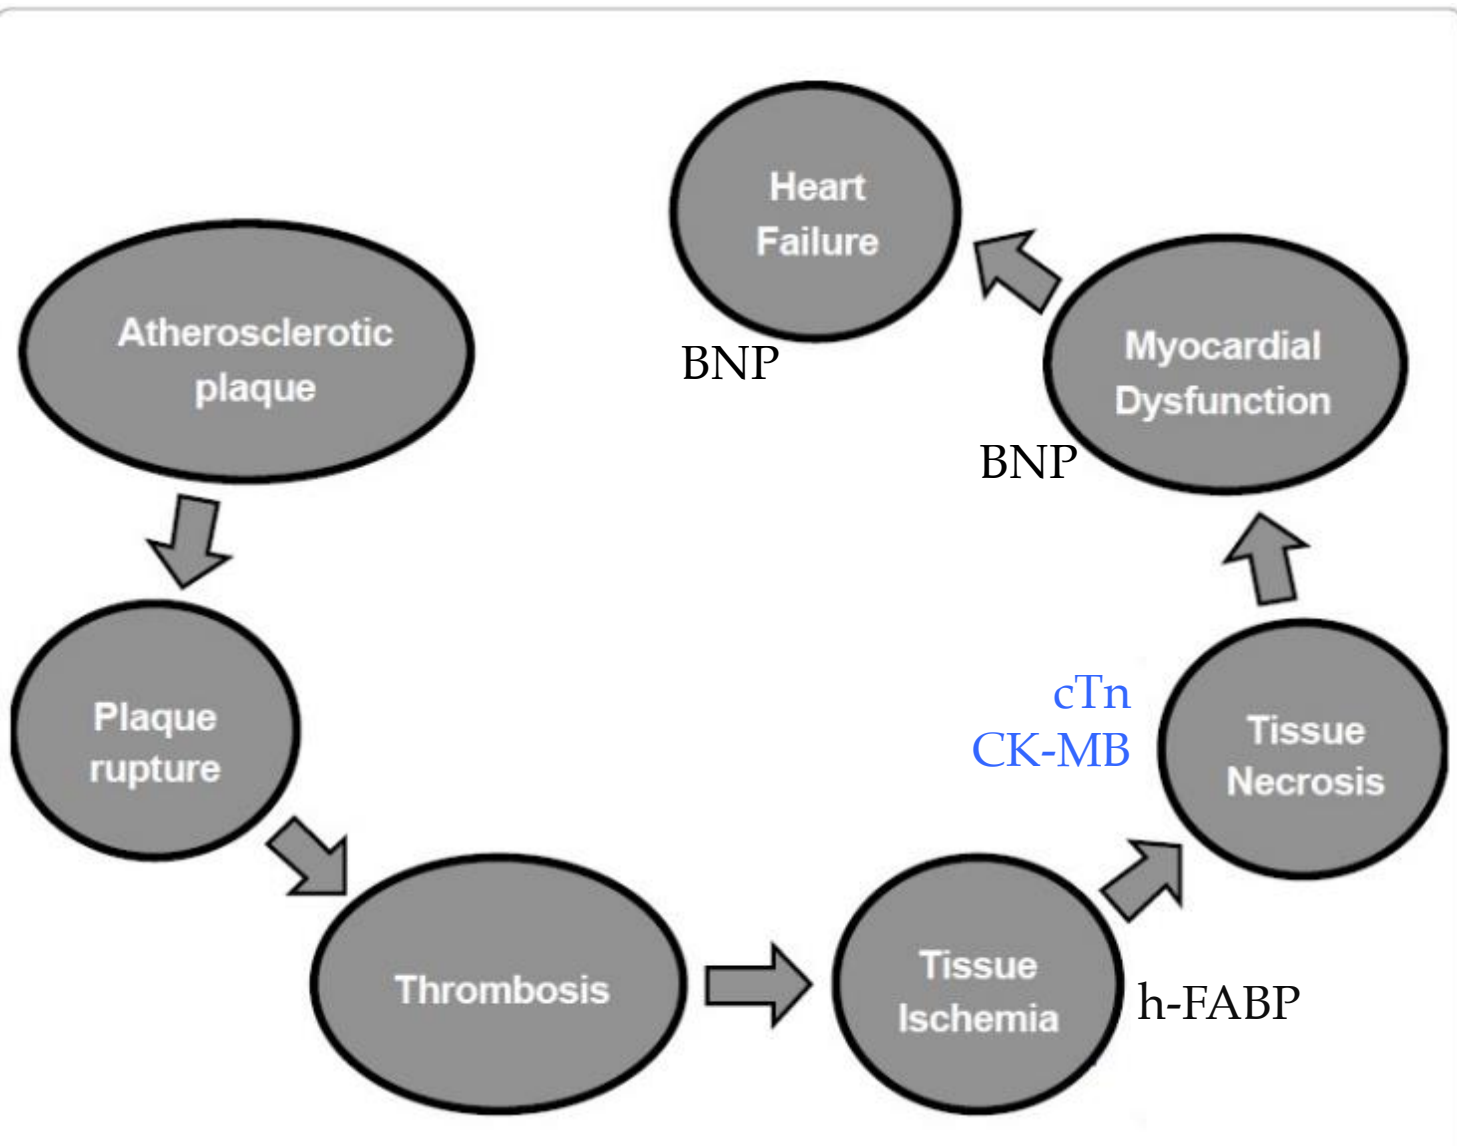 Atherosclerotic
plaque
Plaque
rupture
Thrombosis
Tissue
Ischemia
h-FABP
Tissue
Necrosis
cTn
CK-MB
Myocardial
Dysfunction
BNP
Heart
Failure
BNP